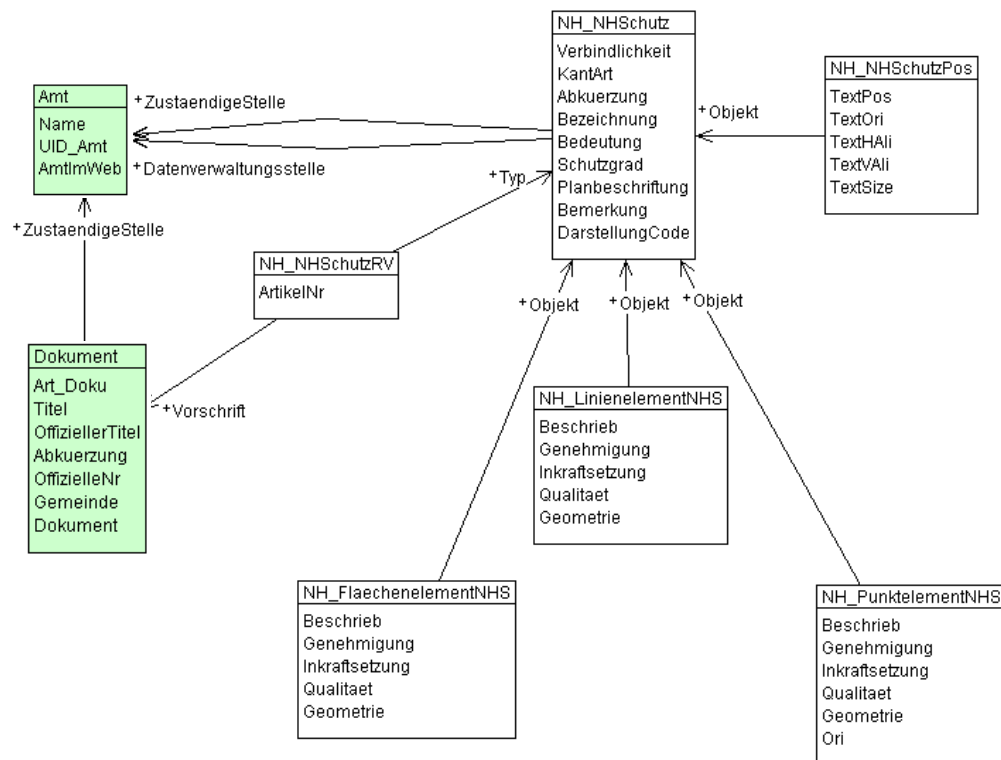 NH_NHSchutz
Verbindlichkeit
KantArt
Abkuerzung
Bezeichnung
Bedeutung
Schutzgrad
Planbeschriftung
Bemerkung
DarstellungCode
NH_NHSchutzPos
TextPos
TextOri
TextHAli
TextVAli
TextSize
+Objekt
Amt
Name
UID_Amt
AmtImWeb
+ZustaendigeStelle
+Datenverwaltungsstelle
+Typ
+ZustaendigeStelle
NH_NHSchutzRV
ArtikelNr
+Objekt
+Objekt
+Objekt
Dokument
Art_Doku
Titel
OffiziellerTitel
Abkuerzung
OffizielleNr
Gemeinde
Dokument
+Vorschrift
NH_LinienelementNHS
Beschrieb
Genehmigung
Inkraftsetzung
Qualitaet
Geometrie
NH_FlaechenelementNHS
Beschrieb
Genehmigung
Inkraftsetzung
Qualitaet
Geometrie
NH_PunktelementNHS
Beschrieb
Genehmigung
Inkraftsetzung
Qualitaet
Geometrie
Ori